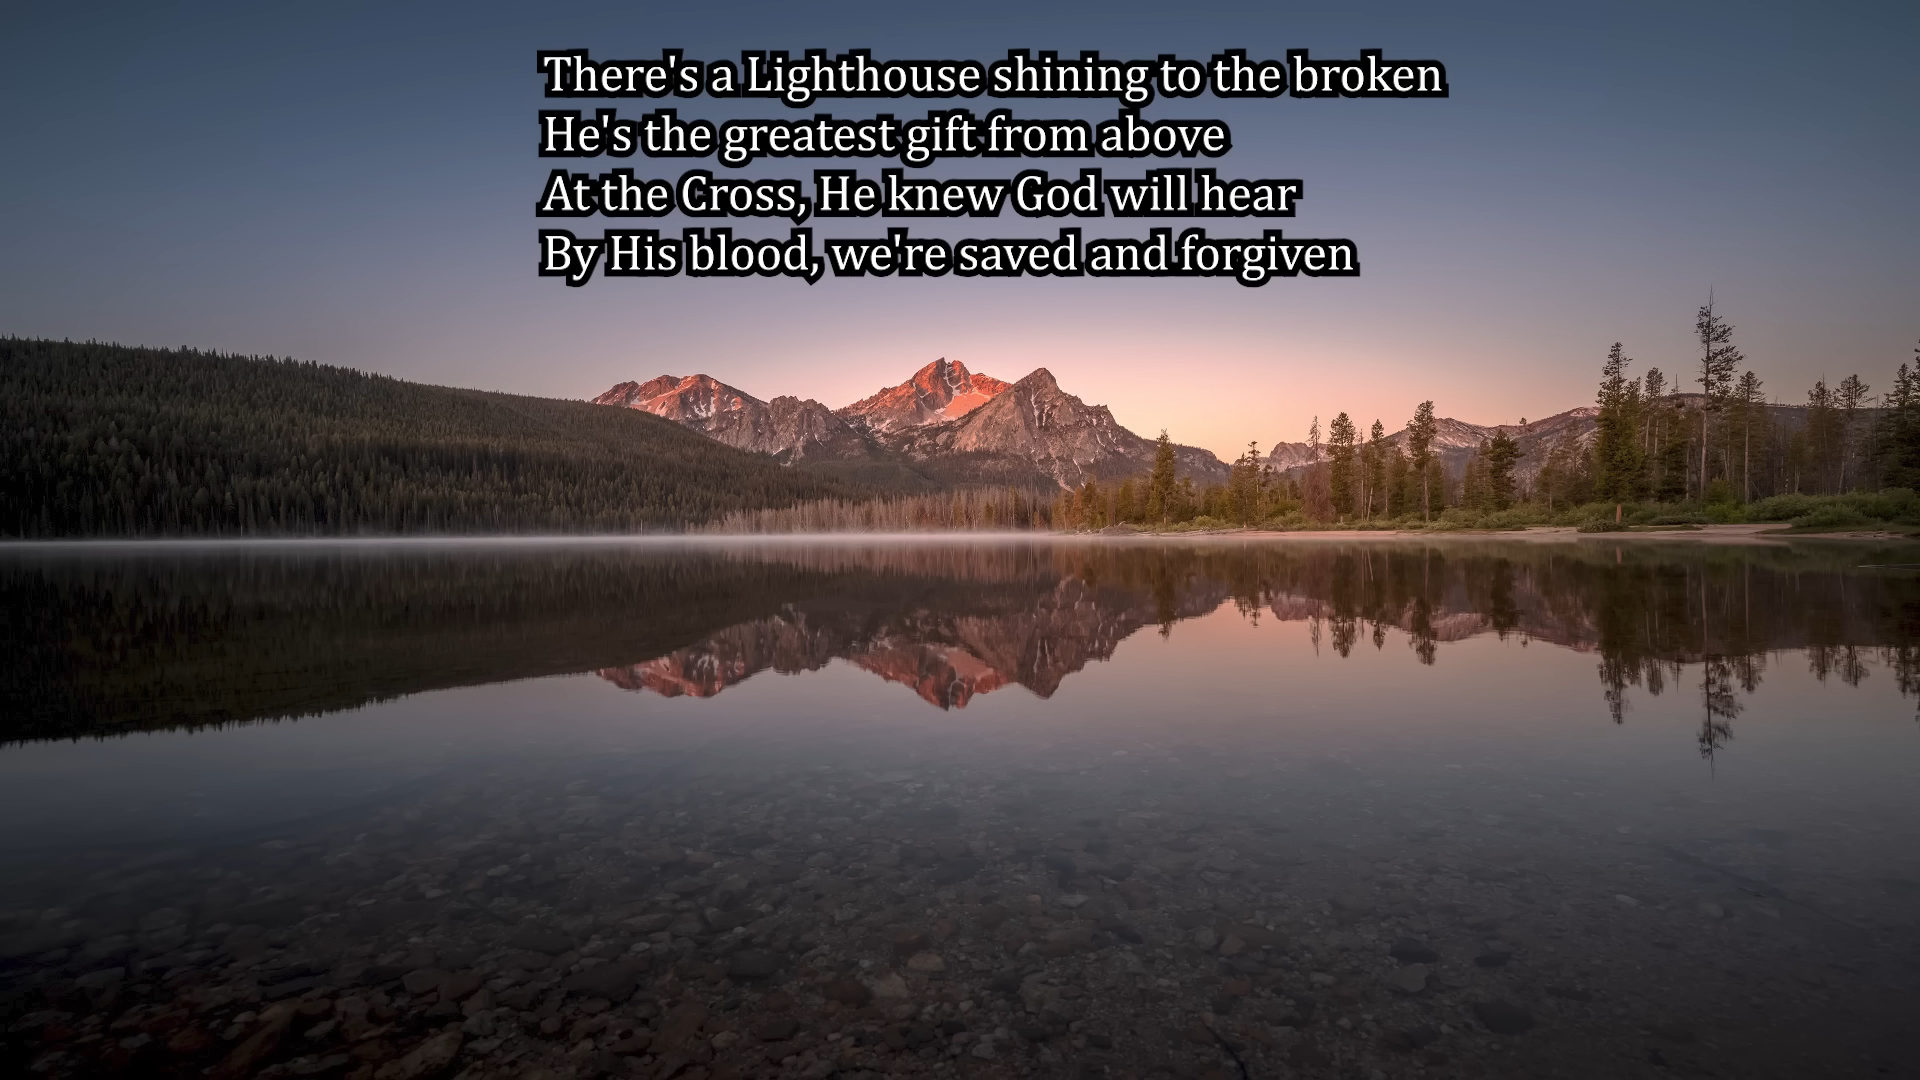 There's a Lighthouse shining to the broken
He's the greatest gift from above
At the Cross, He knew God will hear
By His blood, we're saved and forgiven